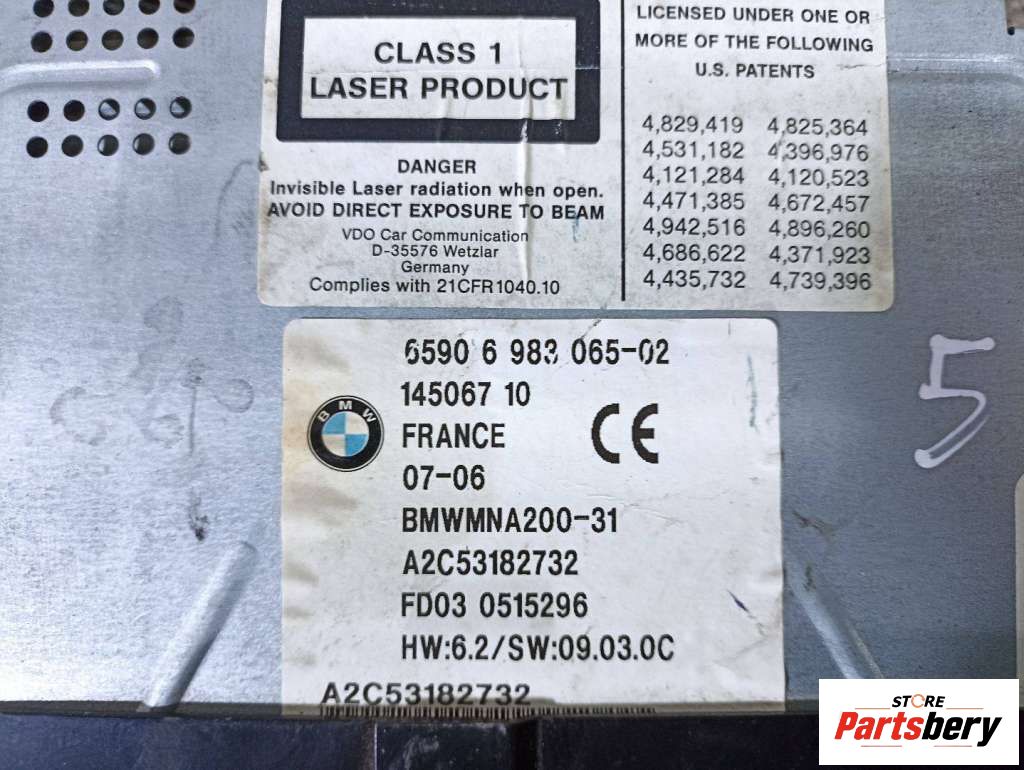 CLASS 1
LASER PRODUCT
DANGER
Invisible Laser radiation when open.
AVOID DIRECT EXPOSURE TO BEAM
VDO Car Communication
D-35576 Wetzlar
Germany
Complies with 21CFR1040.10
LICENSED UNDER ONE OR
MORE OF THE FOLLOWING
U.S. PATENTS
4,829,419 4,825,364
4,531,182 4,396,976
4,121,284 4,120,523
4,471,385 4,672,457
4,942,516 4,896,260
4,686,622 4,371,923
4,435,732 4,739,396
6590 6 983 065-02
145067 10
BMW
FRANCE
CE
07-06
BMWMNA200-31
A2C53182732
FD03 0515296
HW:6.2/SW:09.03.0C
A2C53182732
5
STORE
Partsbery